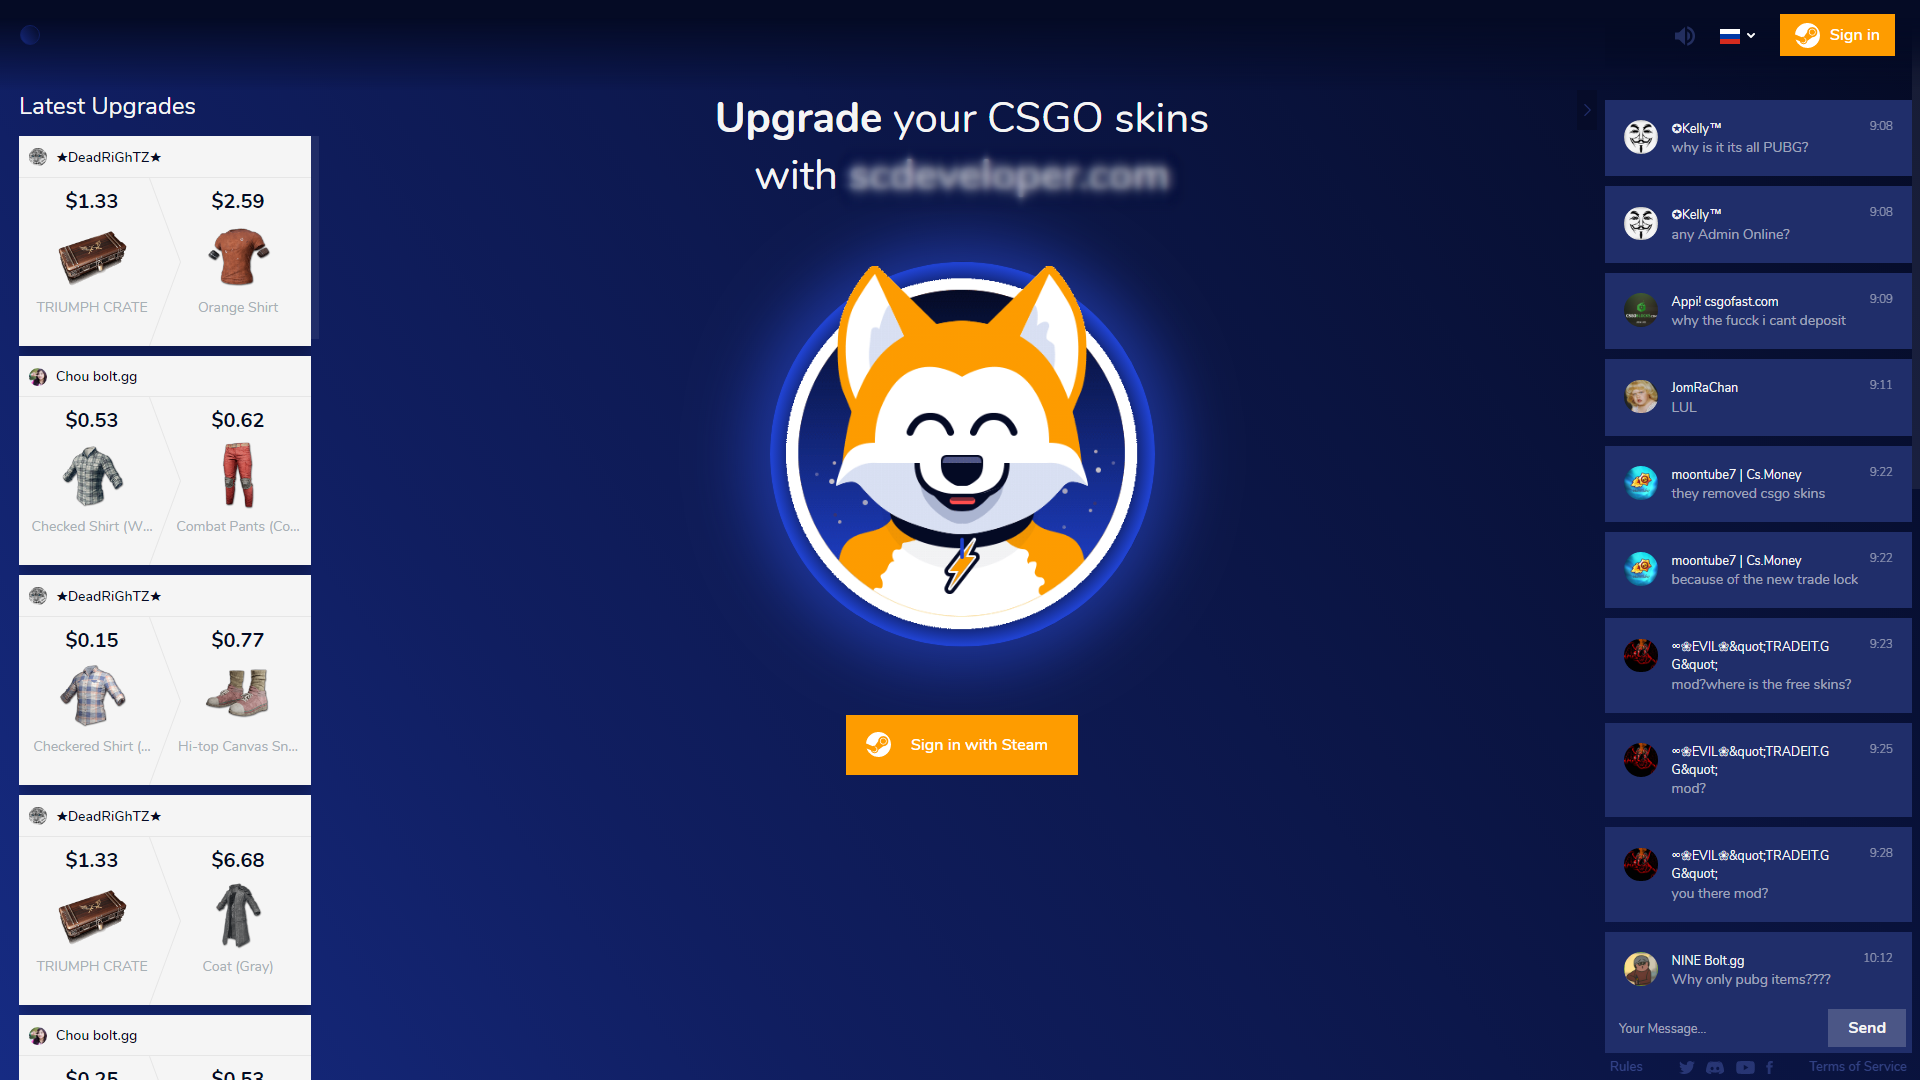 Sign in
Latest Upgrades
★DeadRiGhTZ★
$1.33
$2.59
TRIUMPH CRATE
Orange Shirt
Chou bolt.gg
$0.53
$0.62
Checked Shirt (W...
Combat Pants (Co...
★DeadRiGhTZ★
$0.15
$0.77
Checkered Shirt (...
Hi-top Canvas Sn...
★DeadRiGhTZ★
$1.33
$6.68
TRIUMPH CRATE
Coat (Gray)
Chou bolt.gg
$0.25
$0.53
Upgrade your CSGO skins
with scdeveloper.com
Sign in with Steam
✪Kelly™
9:08
why is it its all PUBG?
✪Kelly™
9:08
any Admin Online?
Appi! csgofast.com
9:09
why the fucck i cant deposit
JomRaChan
9:11
LUL
moontube7 | Cs.Money
9:22
they removed csgo skins
moontube7 | Cs.Money
9:22
because of the new trade lock
∞❀EVIL❀&quot;TRADEIT.G
9:23
G&quot;
mod?where is the free skins?
∞❀EVIL❀&quot;TRADEIT.G
9:25
G&quot;
mod?
∞❀EVIL❀&quot;TRADEIT.G
9:28
G&quot;
you there mod?
NINE Bolt.gg
10:12
Why only pubg items????
Your Message...
Send
Rules
Terms of Service